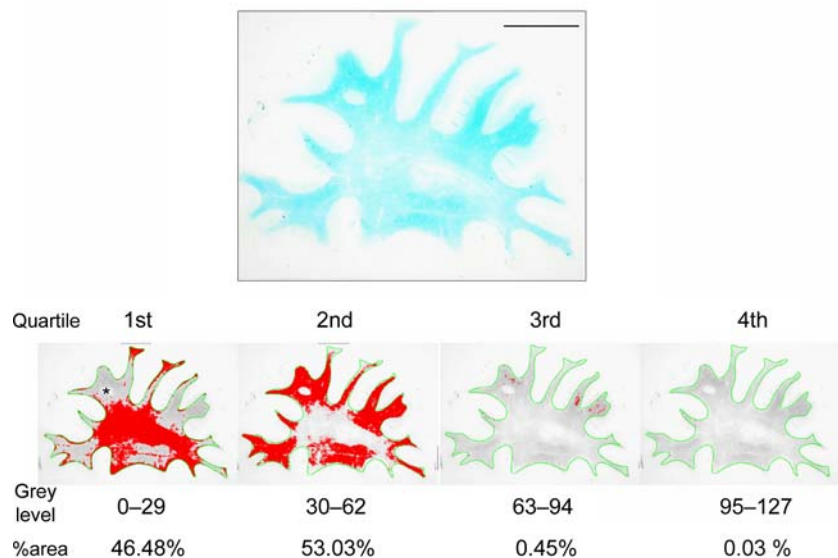 Quartile 1st 2nd 3rd 4th
*
Grey level 0–29 30–62 63–94 95–127
%area 46.48% 53.03% 0.45% 0.03 %